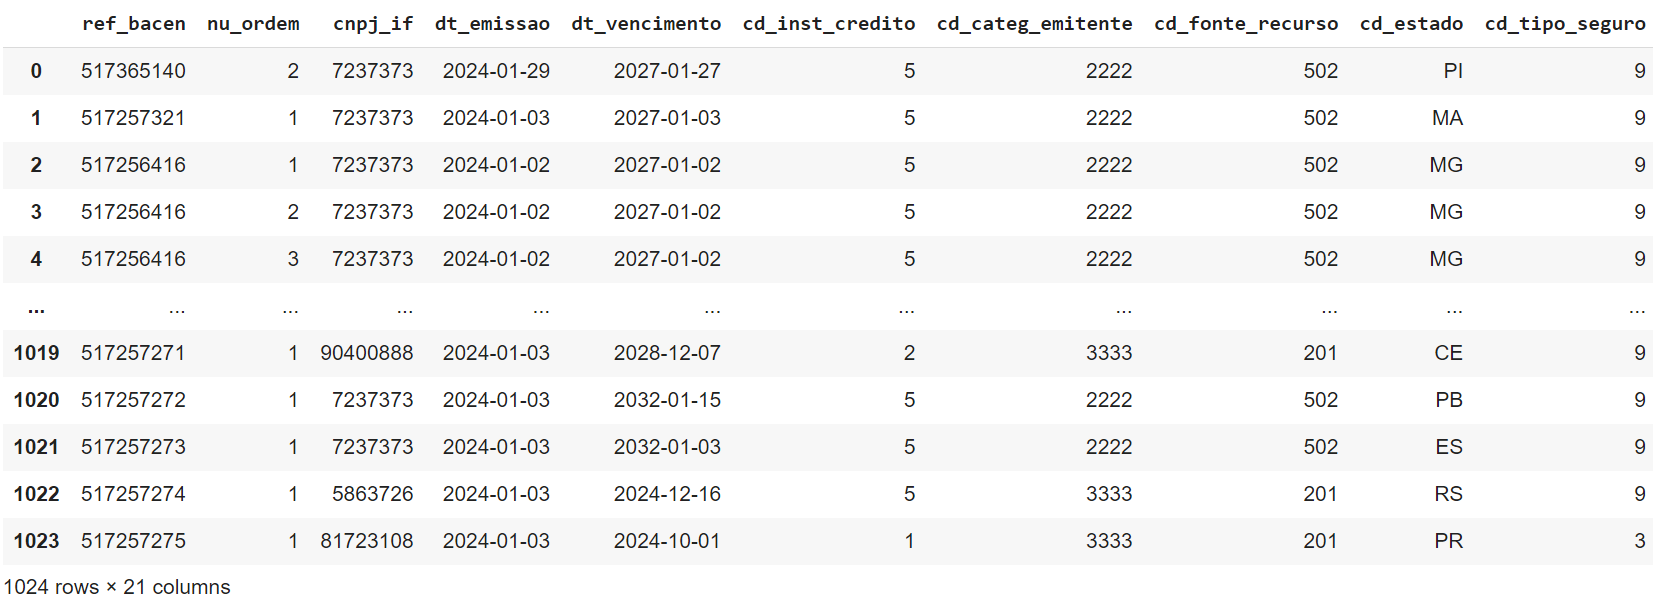 ref_bacen nu_ordem cnpj_if dt_emissao dt_vencimento cd_inst_credito cd_categ_emitente cd_fonte_recurso cd_estado cd_tipo_seguro
0 517365140 2 7237373 2024-01-29 2027-01-27 5 2222 502 PI 9
1 517257321 1 7237373 2024-01-03 2027-01-03 5 2222 502 MA 9
2 517256416 1 7237373 2024-01-02 2027-01-02 5 2222 502 MG 9
3 517256416 2 7237373 2024-01-02 2027-01-02 5 2222 502 MG 9
4 517256416 3 7237373 2024-01-02 2027-01-02 5 2222 502 MG 9
... ... ... ... ... ... ... ... ... ... ...
1019 517257271 1 90400888 2024-01-03 2028-12-07 2 3333 201 CE 9
1020 517257272 1 7237373 2024-01-03 2032-01-15 5 2222 502 PB 9
1021 517257273 1 7237373 2024-01-03 2032-01-03 5 2222 502 ES 9
1022 517257274 1 5863726 2024-01-03 2024-12-16 5 3333 201 RS 9
1023 517257275 1 81723108 2024-01-03 2024-10-01 1 3333 201 PR 3
1024 rows × 21 columns